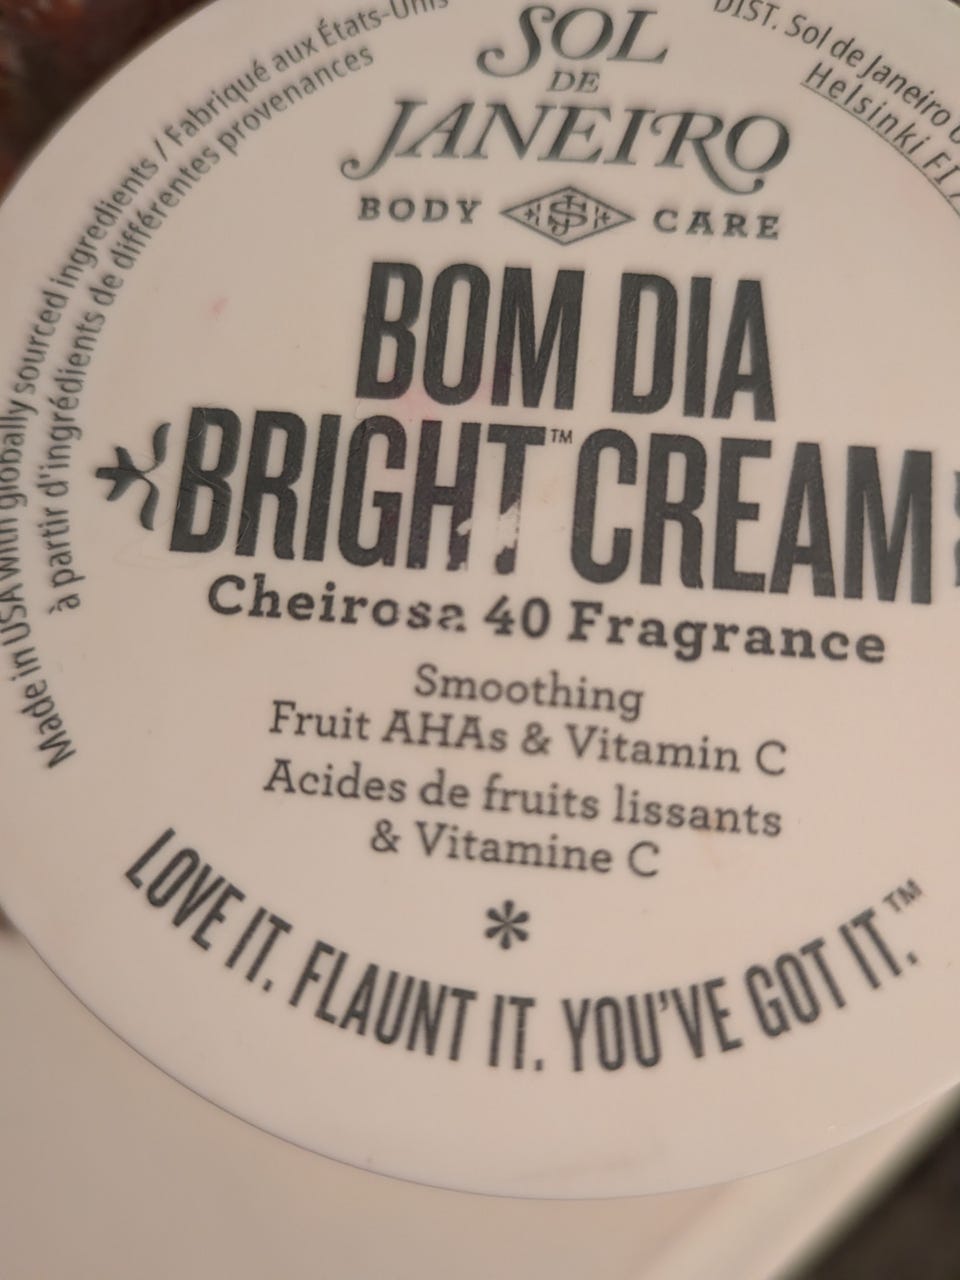 SOL
DE
JANEIRO
BODY CARE
BOM DIA
BRIGHT™ CREAM
Cheirosa 40 Fragrance
Smoothing
Fruit AHAs & Vitamin C
Acides de fruits lissants
& Vitamine C
*
LOVE IT. FLAUNT IT. YOU'VE GOT IT.™
Made in USA with globally sourced ingredients / Fabriqué aux États-Unis
à partir d'ingrédients de différentes provenances
DIST. Sol de Janeiro
Helsinki FI